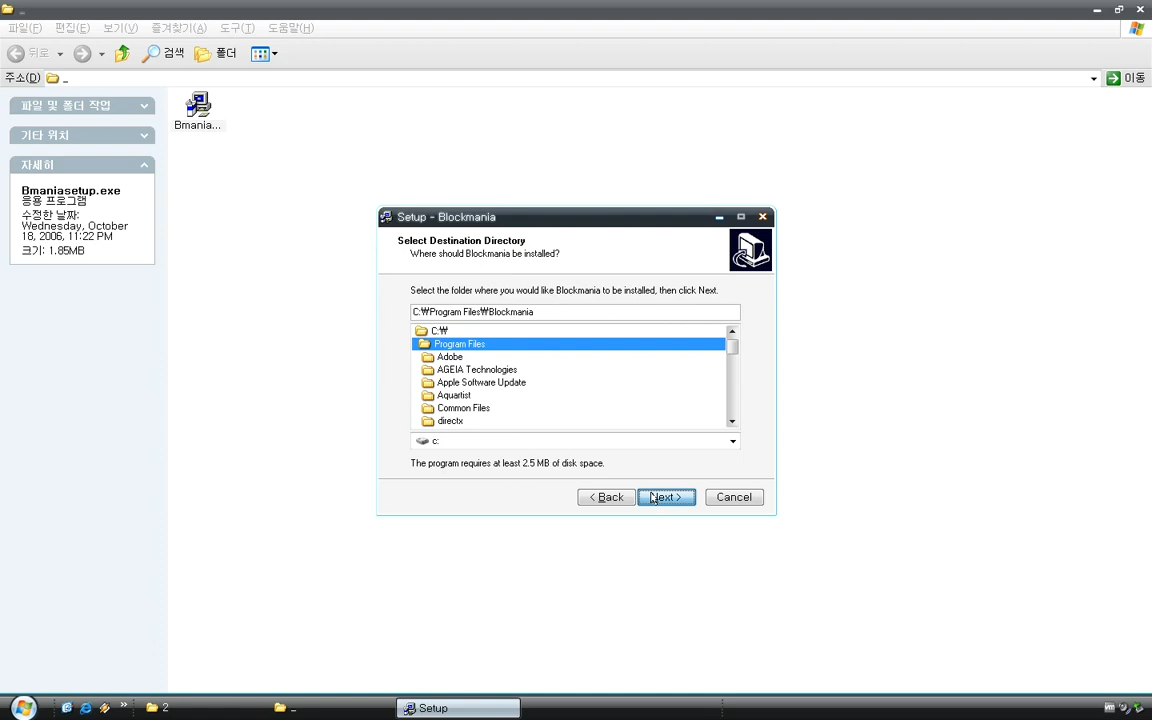 _
파일(F) 편집(E) 보기(V) 즐겨찾기(A) 도구(T) 도움말(H)
뒤로 검색 폴더
주소(D) _ 이동
파일 및 폴더 작업
기타 위치
자세히
Bmaniasetup.exe
응용 프로그램
수정한 날짜:
Wednesday, October
18, 2006, 11:22 PM
크기: 1.85MB
Bmania...
Setup - Blockmania
Select Destination Directory
Where should Blockmania be installed?
Select the folder where you would like Blockmania to be installed, then click Next.
C:₩Program Files₩Blockmania
C:₩
Program Files
Adobe
AGEIA Technologies
Apple Software Update
Aquartist
Common Files
directx
c:
The program requires at least 2.5 MB of disk space.
< Back Next > Cancel
2 _ Setup